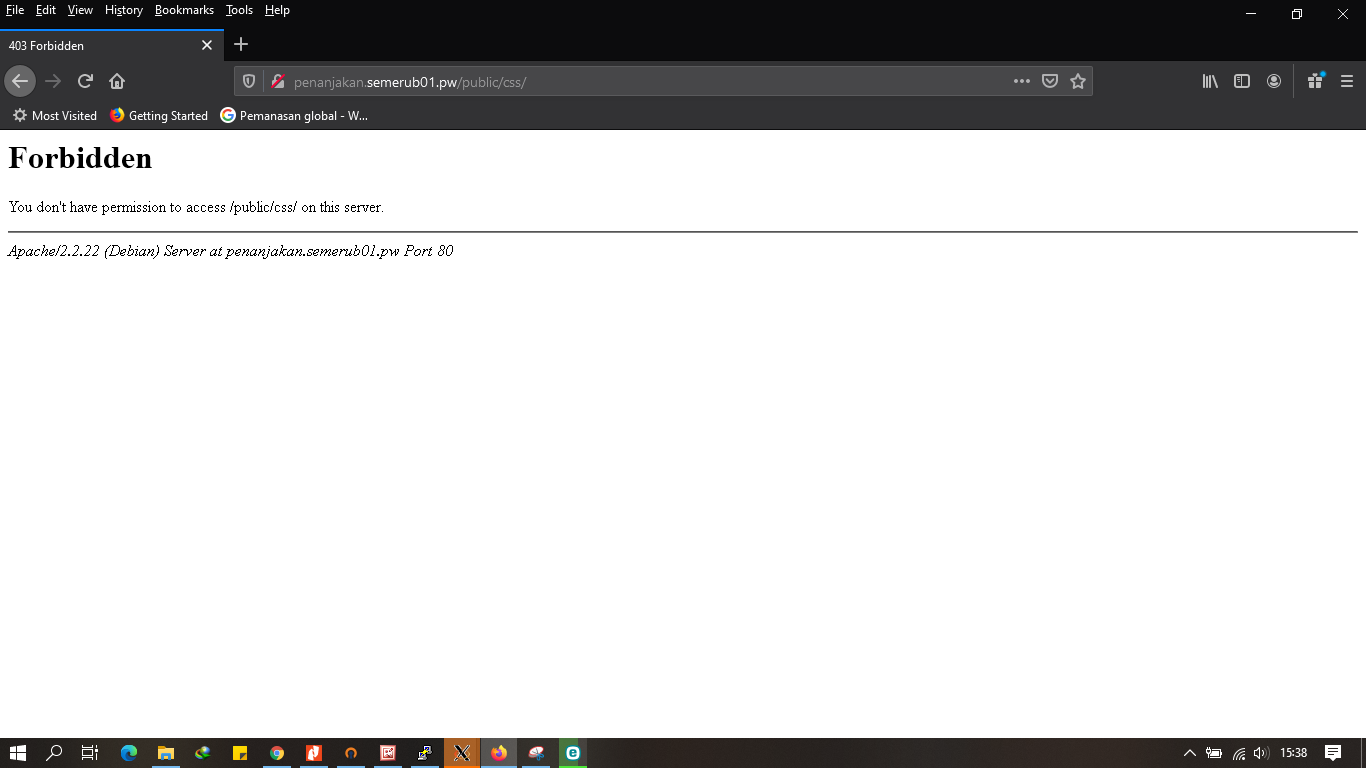 File Edit View History Bookmarks Tools Help
403 Forbidden
penanjakan.semerub01.pw/public/css/
Most Visited Getting Started Pemanasan global - W...
Forbidden
You don't have permission to access /public/css/ on this server.
Apache/2.2.22 (Debian) Server at penanjakan.semerub01.pw Port 80
15:38